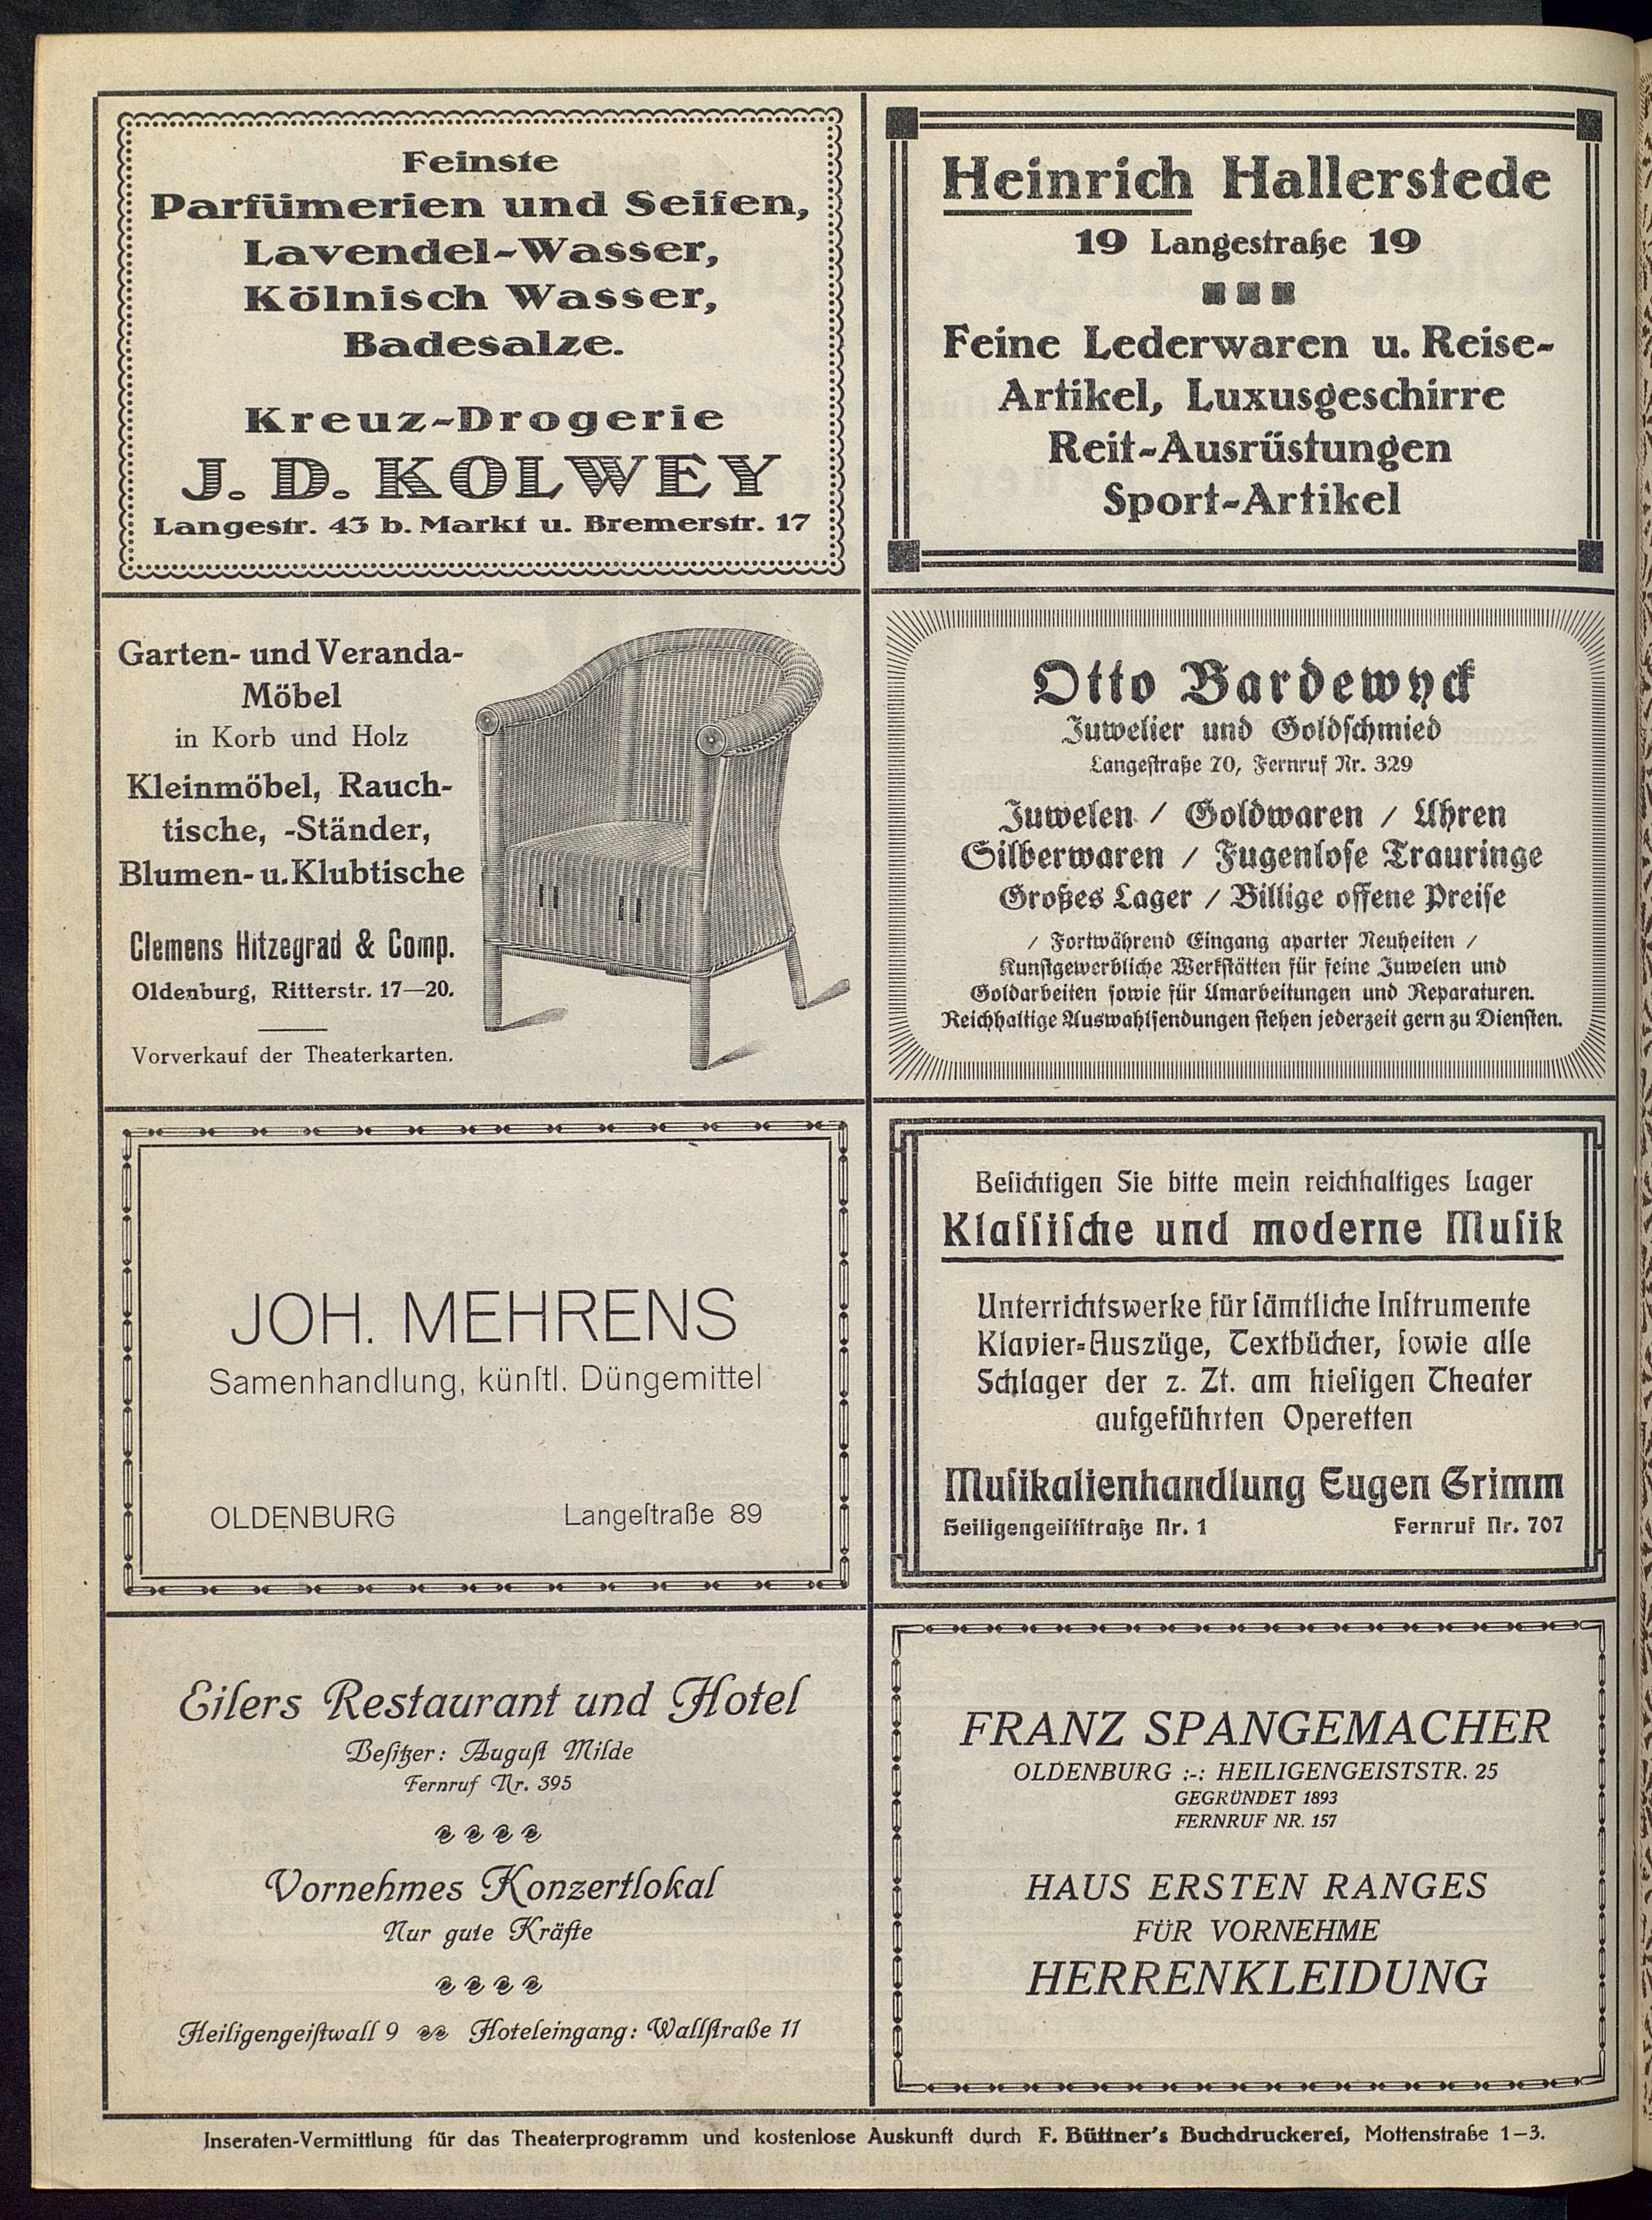 Feinste
Parfümerien und Seifen,
Lavendel-Wasser,
Kölnisch Wasser,
Badesalze.
Kreuz-Drogerie
J. D. KOLWEY
Langestr. 43 b. Markt u. Bremerstr. 17
Heinrich Hallerstede
19 Langestraße 19
Feine Lederwaren u. Reise-
Artikel, Luxusgeschirre
Reit-Ausrüstungen
Sport-Artikel
Garten- und Veranda-
Möbel
in Korb und Holz
Kleinmöbel, Rauch-
tische, -Ständer,
Blumen- u. Klubtische
Clemens Hitzegrad & Comp.
Oldenburg, Ritterstr. 17—20.
Vorverkauf der Theaterkarten.
Otto Bardewyck
Juwelier und Goldſchmied
Langeſtraße 70, Fernruf Nr. 329
Juwelen / Goldwaren / Uhren
Silberwaren / Fugenloſe Trauringe
Großes Lager / Billige offene Preiſe
/ Fortwährend Eingang aparter Neuheiten /
Kunſtgewerbliche Werkſtätten für feine Juwelen und
Goldarbeiten ſowie für Umarbeitungen und Reparaturen.
Reichhaltige Auswahlſendungen ſtehen jederzeit gern zu Dienſten.
JOH. MEHRENS
Samenhandlung, künſtl. Düngemittel
OLDENBURG Langeſtraße 89
Beſichtigen Sie bitte mein reichhaltiges Lager
Klaſſiſche und moderne Muſik
Unterrichtswerke für ſämtliche Inſtrumente
Klavier-Auszüge, Textbücher, ſowie alle
Schlager der z. Zt. am hieſigen Theater
aufgeführten Operetten
Muſikalienhandlung Eugen Grimm
Heiligengeiſtſtraße Nr. 1 Fernruf Nr. 707
Eilers Restaurant und Hotel
Beſitzer: Auguſt Milde
Fernruf Nr. 395
Vornehmes Konzertlokal
Nur gute Kräfte
Heiligengeiſtwall 9 Hoteleingang: Wallſtraße 11
FRANZ SPANGEMACHER
OLDENBURG :-: HEILIGENGEISTSTR. 25
GEGRÜNDET 1893
FERNRUF NR. 157
HAUS ERSTEN RANGES
FÜR VORNEHME
HERRENKLEIDUNG
Inseraten-Vermittlung für das Theaterprogramm und kostenlose Auskunft durch F. Büttner's Buchdruckerei, Mottenstraße 1—3.